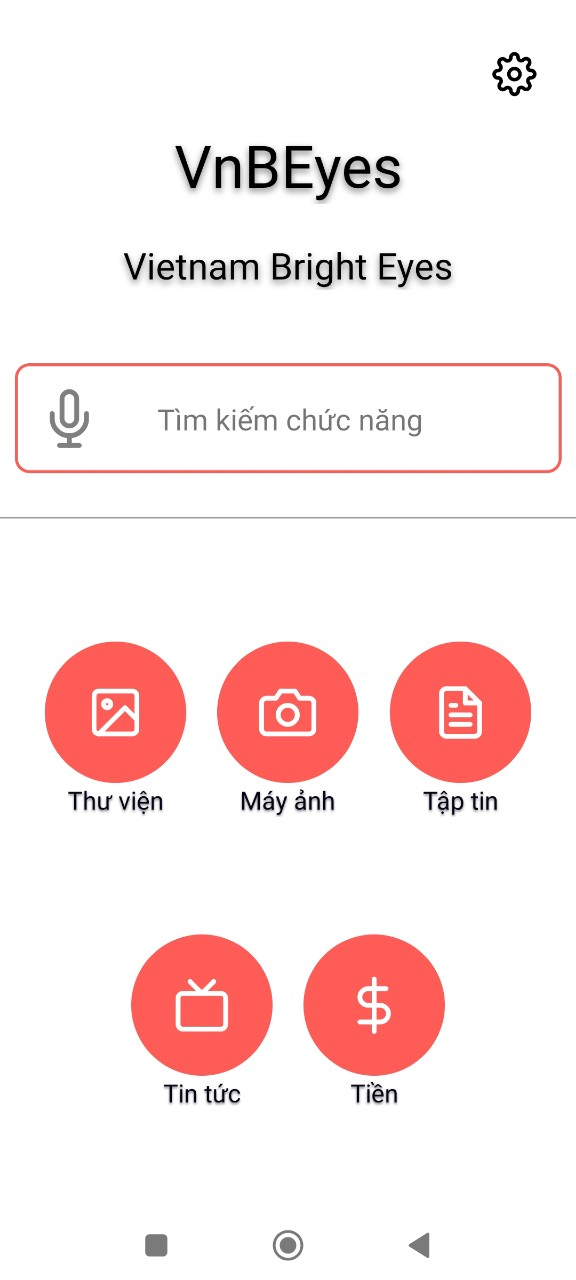 VnBEyes
Vietnam Bright Eyes
Tìm kiếm chức năng
Thư viện
Máy ảnh
Tập tin
Tin tức
Tiền